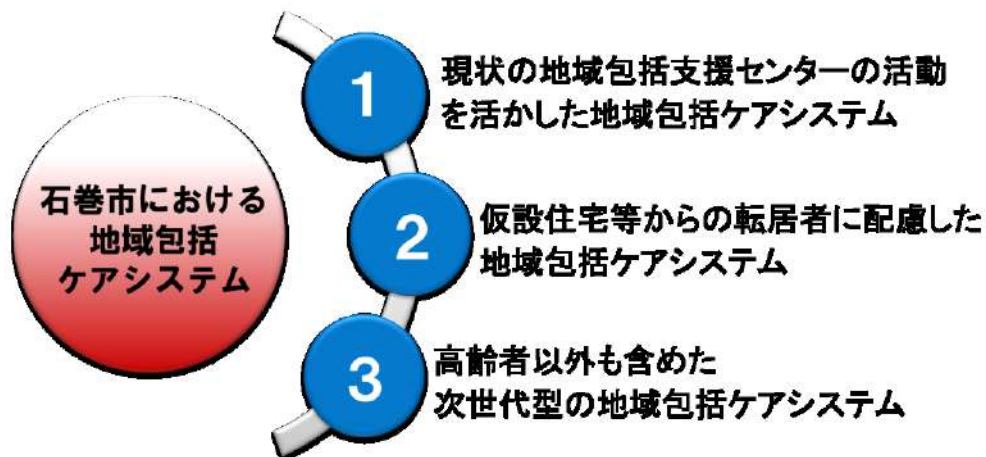 石巻市における
地域包括
ケアシステム
1
現状の地域包括支援センターの活動
を活かした地域包括ケアシステム
2
仮設住宅等からの転居者に配慮した
地域包括ケアシステム
3
高齢者以外も含めた
次世代型の地域包括ケアシステム